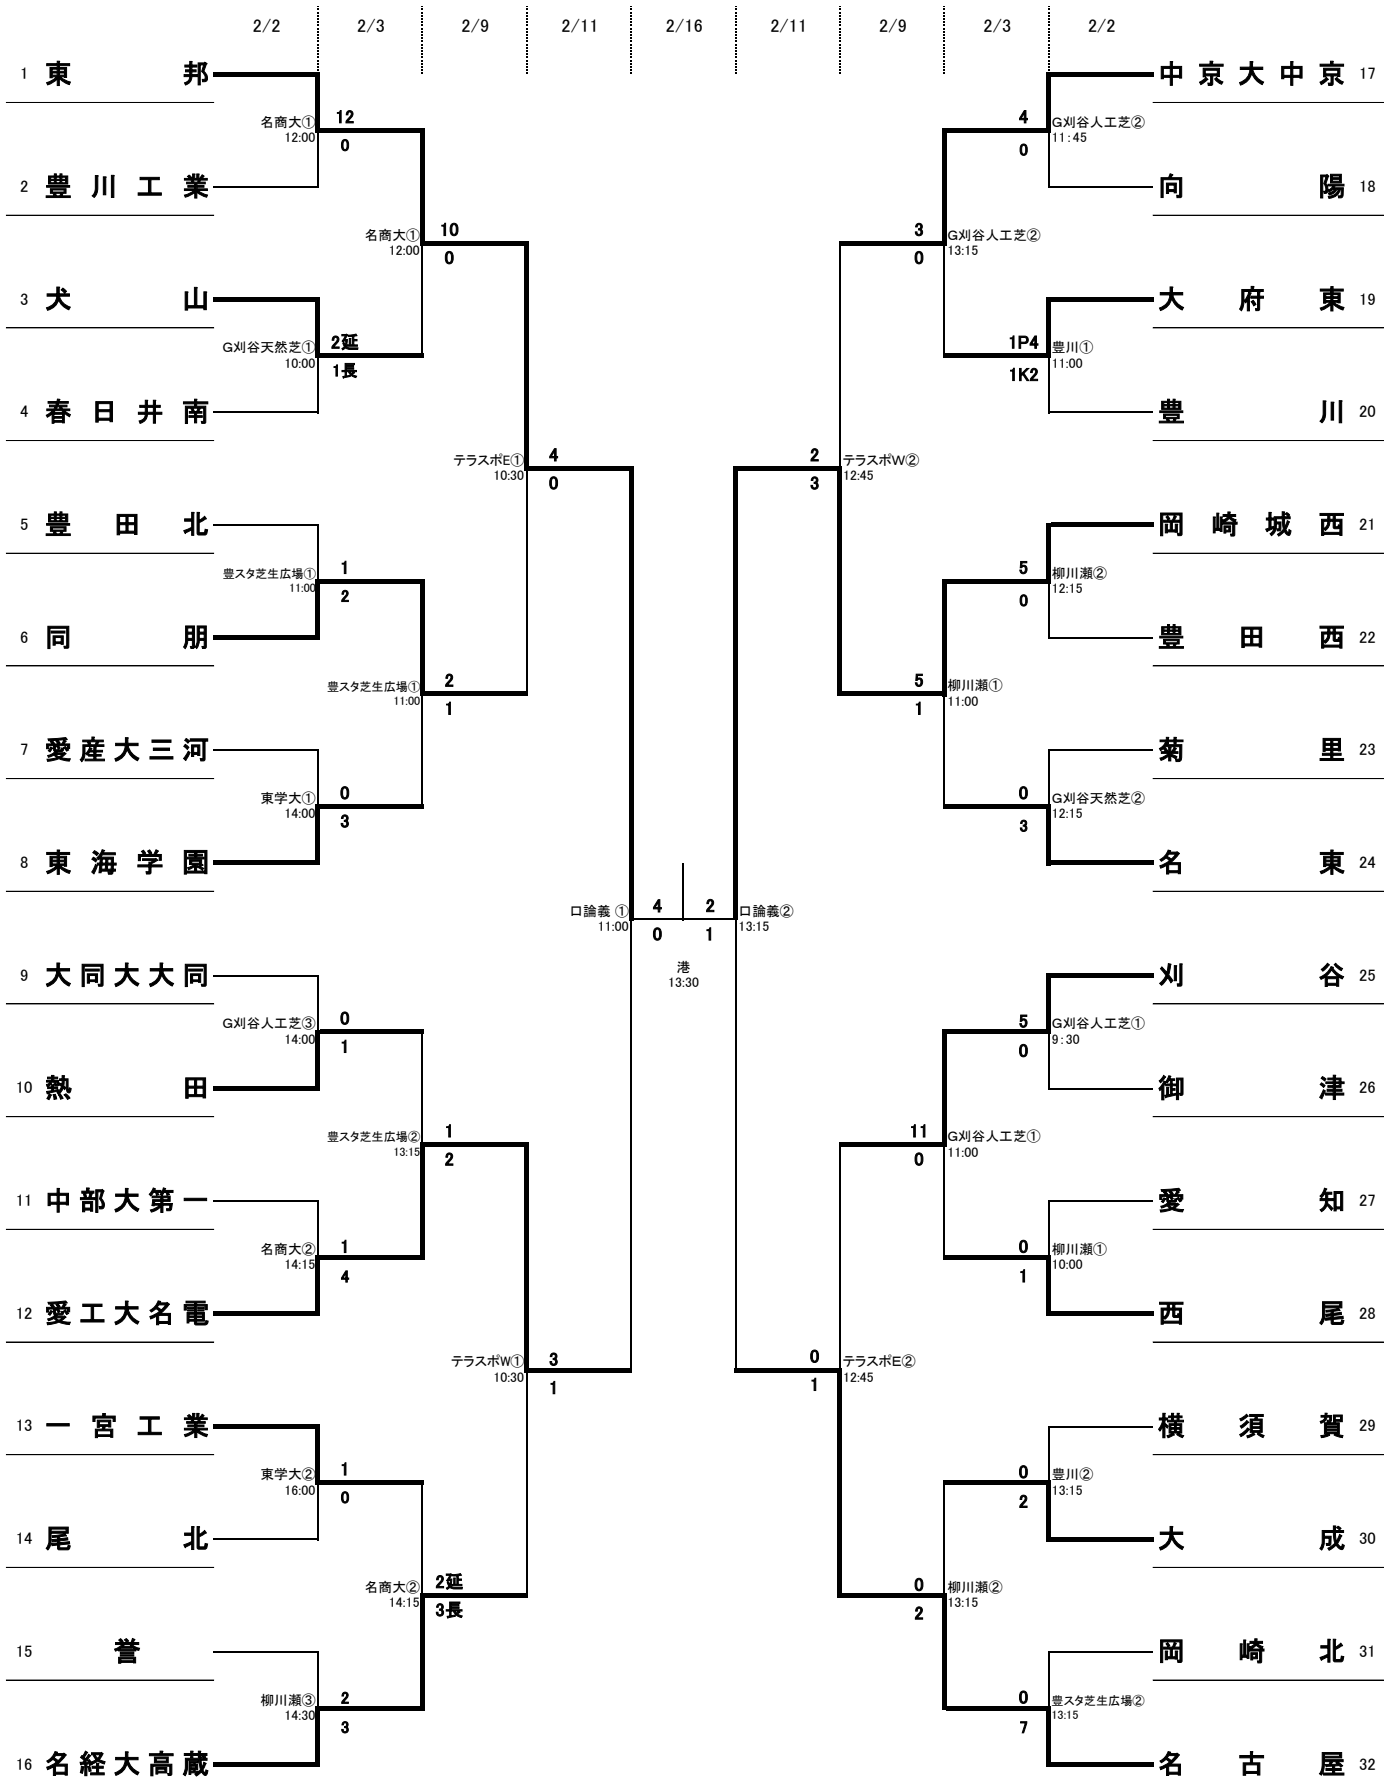 2/2 2/3 2/9 2/11 2/16 2/11 2/9 2/3 2/2
1 東邦
中京大中京 17
名商大① 12:00
12
0
4
0
G刈谷人工芝② 11:45
2 豊川工業
向陽 18
名商大① 12:00
10
0
3
0
G刈谷人工芝② 13:15
3 犬山
大府東 19
G刈谷天然芝① 10:00
2延
1長
1P4
1K2
豊川① 11:00
4 春日井南
豊川 20
テラスポE① 10:30
4
0
2
3
テラスポW② 12:45
5 豊田北
岡崎城西 21
豊スタ芝生広場① 11:00
1
2
5
0
柳川瀬② 12:15
6 同朋
豊田西 22
豊スタ芝生広場① 11:00
2
1
5
1
柳川瀬① 11:00
7 愛産大三河
菊里 23
東学大① 14:00
0
3
0
3
G刈谷天然芝② 12:15
8 東海学園
名東 24
口論義 ① 11:00
4
0
2
1
口論義② 13:15
港
13:30
9 大同大大同
刈谷 25
G刈谷人工芝③ 14:00
0
1
5
0
G刈谷人工芝① 9:30
10 熱田
御津 26
豊スタ芝生広場② 13:15
1
2
11
0
G刈谷人工芝① 11:00
11 中部大第一
愛知 27
名商大② 14:15
1
4
0
1
柳川瀬① 10:00
12 愛工大名電
西尾 28
テラスポW① 10:30
3
1
0
1
テラスポE② 12:45
13 一宮工業
横須賀 29
東学大② 16:00
1
0
0
2
豊川② 13:15
14 尾北
大成 30
名商大② 14:15
2延
3長
0
2
柳川瀬② 13:15
15 誉
岡崎北 31
柳川瀬③ 14:30
2
3
0
7
豊スタ芝生広場② 13:15
16 名経大高蔵
名古屋 32